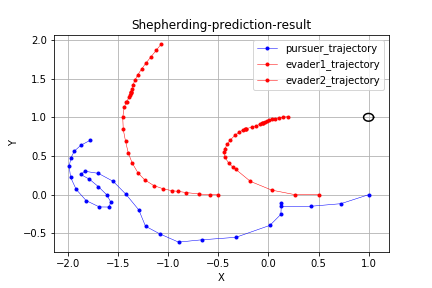 Shepherding-prediction-result
pursuer_trajectory
evader1_trajectory
evader2_trajectory
2.0
1.5
1.0
0.5
0.0
−0.5
Y
−2.0 −1.5 −1.0 −0.5 0.0 0.5 1.0
X